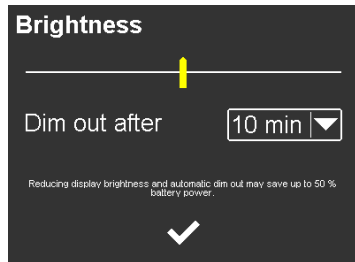 Brightness
Dim out after
10 min
Reducing display brightness and automatic dim out may save up to 50 %
battery power.